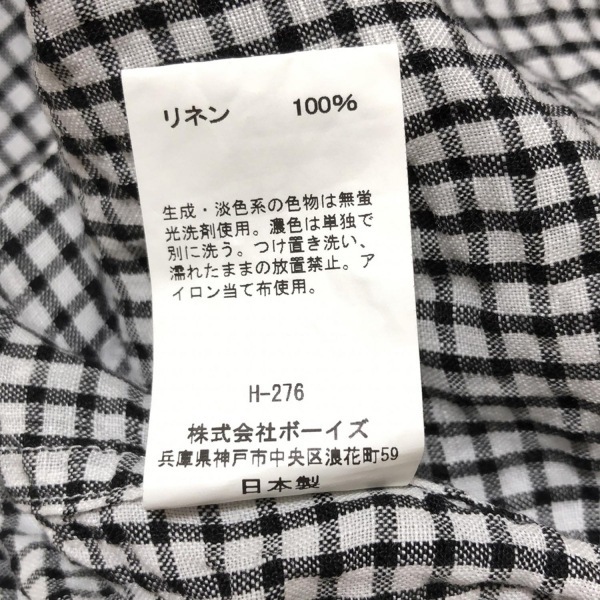 リネン 100%
生成・淡色系の色物は無蛍
光洗剤使用。濃色は単独で
別に洗う。つけ置き洗い、
濡れたままの放置禁止。ア
イロン当て布使用。
H-276
株式会社ボーイズ
兵庫県神戸市中央区浪花町59
日本製